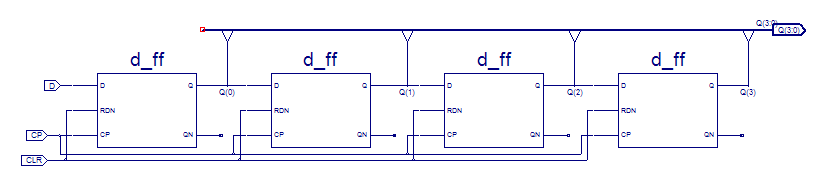 Q(3:0)
Q(3:0)
d_ff d_ff d_ff d_ff
D D Q D Q D Q D Q
Q(0) Q(1) Q(2) Q(3)
RDN RDN RDN RDN
CP CP QN CP QN CP QN CP QN
CLR